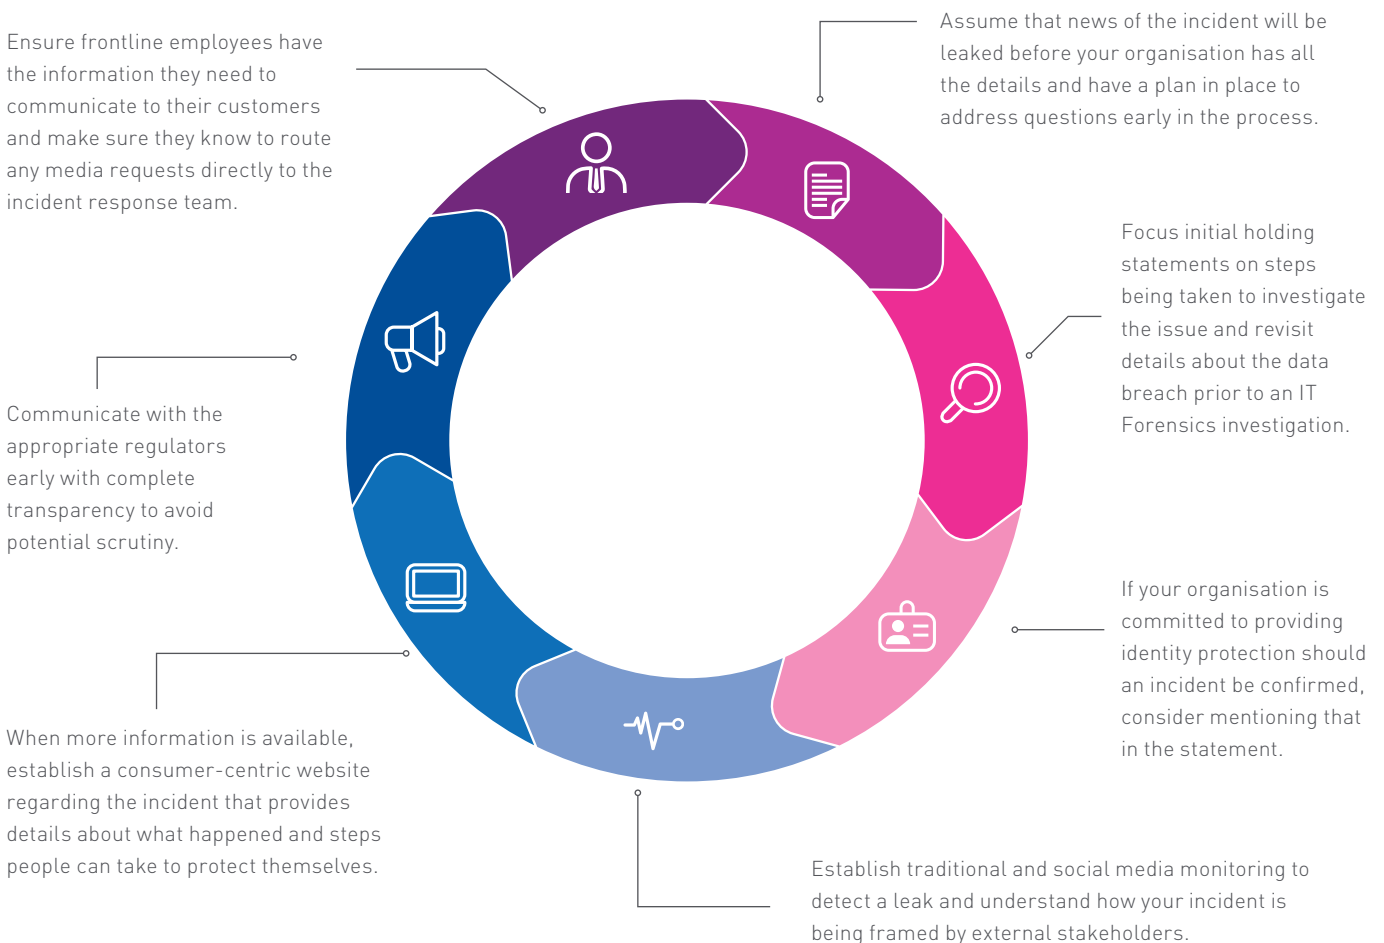 Ensure frontline employees have
the information they need to
communicate to their customers
and make sure they know to route
any media requests directly to the
incident response team.
Assume that news of the incident will be
leaked before your organisation has all
the details and have a plan in place to
address questions early in the process.
Focus initial holding
statements on steps
being taken to investigate
the issue and revisit
details about the data
breach prior to an IT
Forensics investigation.
If your organisation is
committed to providing
identity protection should
an incident be confirmed,
consider mentioning that
in the statement.
Establish traditional and social media monitoring to
detect a leak and understand how your incident is
being framed by external stakeholders.
When more information is available,
establish a consumer-centric website
regarding the incident that provides
details about what happened and steps
people can take to protect themselves.
Communicate with the
appropriate regulators
early with complete
transparency to avoid
potential scrutiny.